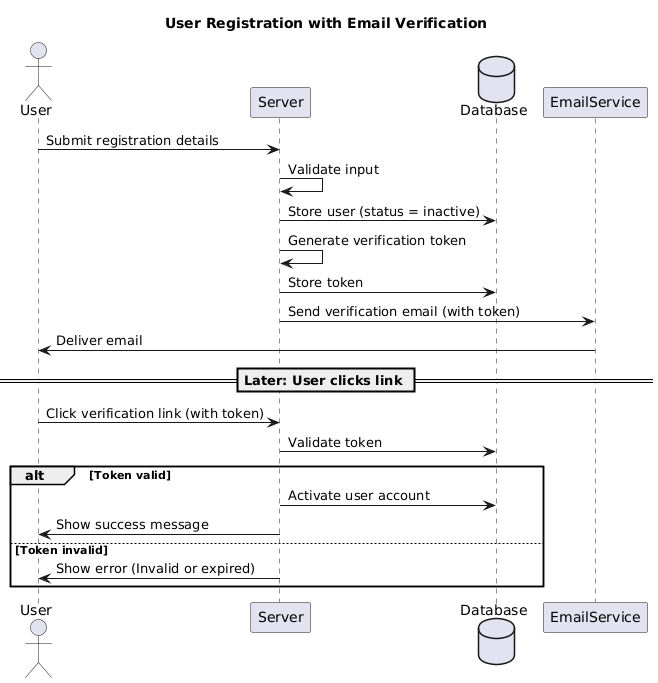 User Registration with Email Verification
User
Server
Database
EmailService
Submit registration details
Validate input
Store user (status = inactive)
Generate verification token
Store token
Send verification email (with token)
Deliver email
Later: User clicks link
Click verification link (with token)
Validate token
alt [Token valid]
Activate user account
Show success message
[Token invalid]
Show error (Invalid or expired)
User
Server
Database
EmailService